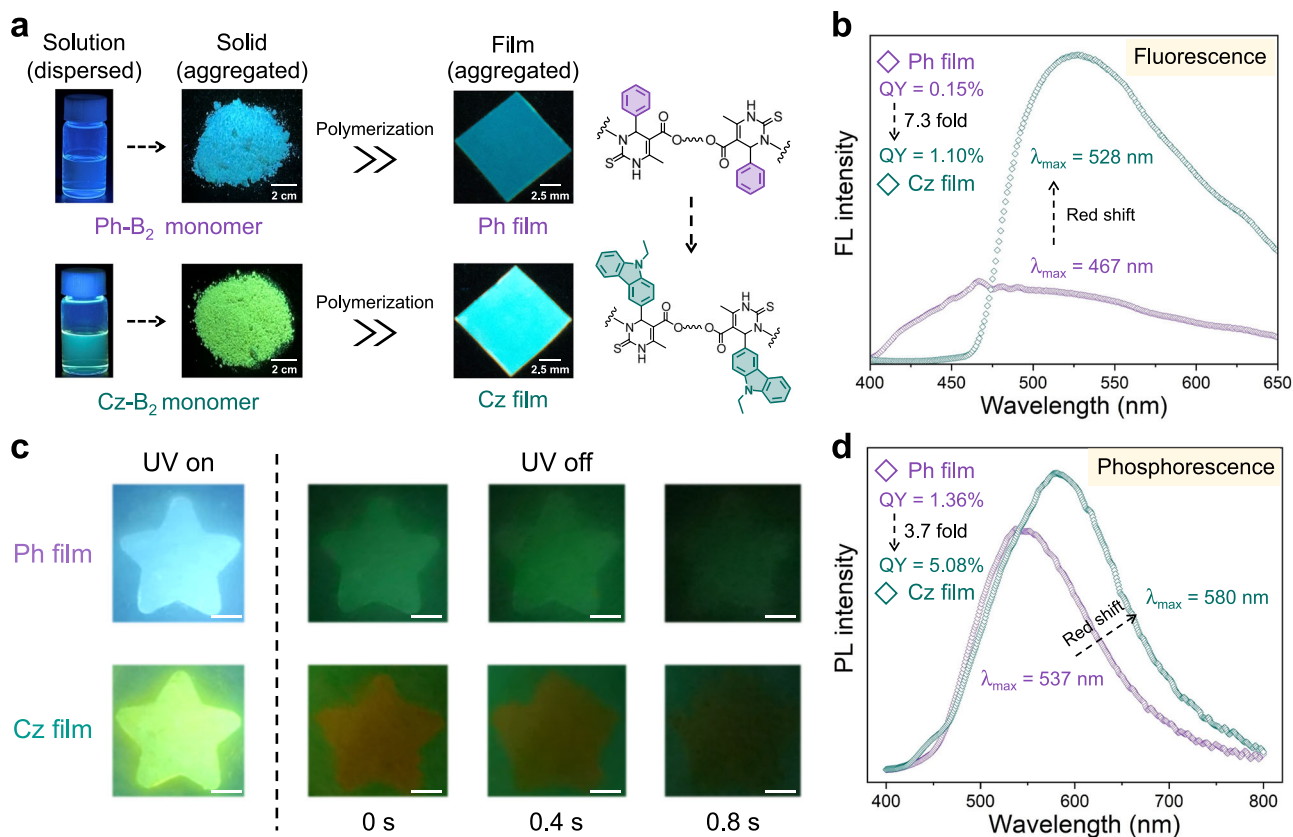 a
Solution
(dispersed)
Solid
(aggregated)
Film
(aggregated)
Polymerization
2 cm
2.5 mm
Ph-B₂ monomer
Ph film
Polymerization
2 cm
2.5 mm
Cz-B₂ monomer
Cz film
H
N
S
O
O
O
O
N
S
N
H
H
N
S
N
N
O
O
O
O
N
S
N
H
N
b
Ph film
Fluorescence
QY = 0.15%
7.3 fold
QY = 1.10%
Cz film
λmax = 528 nm
Red shift
λmax = 467 nm
FL intensity
400 450 500 550 600 650
Wavelength (nm)
c
UV on
UV off
Ph film
Cz film
0 s
0.4 s
0.8 s
d
Ph film
Phosphorescence
QY = 1.36%
3.7 fold
QY = 5.08%
Cz film
λmax = 580 nm
Red shift
λmax = 537 nm
PL intensity
400 500 600 700 800
Wavelength (nm)